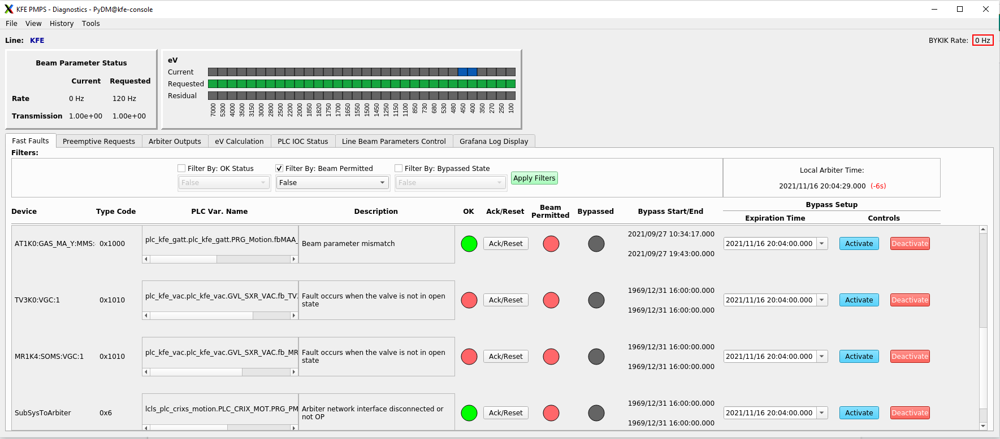 KFE PMPS - Diagnostics - PyDM@kfe-console
File View History Tools
Line: KFE
BYKIK Rate: 0 Hz
Beam Parameter Status
Current Requested
Rate 0 Hz 120 Hz
Transmission 1.00e+00 1.00e+00
eV
Current
Requested
Residual
7000 5300 4000 3500 3150 3000 2800 2500 2200 2000 1850 1820 1750 1700 1650 1550 1500 1450 1250 1150 1100 850 730 680 530 480 450 400 350 270 250 100
Fast Faults Preemptive Requests Arbiter Outputs eV Calculation PLC IOC Status Line Beam Parameters Control Grafana Log Display
Filters:
Filter By: OK Status Filter By: Beam Permitted Filter By: Bypassed State
False False False Apply Filters
Local Arbiter Time:
2021/11/16 20:04:29.000 (-6s)
Device Type Code PLC Var. Name Description OK Ack/Reset Beam Permitted Bypassed Bypass Start/End
Bypass Setup
Expiration Time Controls
AT1K0:GAS_MA_Y:MMS: 0x1000 plc_kfe_gatt.plc_kfe_gatt.PRG_Motion.fbMAA_ Beam parameter mismatch Ack/Reset
2021/09/27 10:34:17.000
2021/09/27 19:43:00.000
2021/11/16 20:04:00.000 Activate Deactivate
TV3K0:VGC:1 0x1010 plc_kfe_vac.plc_kfe_vac.GVL_SXR_VAC.fb_TV Fault occurs when the valve is not in open
state
Ack/Reset
1969/12/31 16:00:00.000
1969/12/31 16:00:00.000
2021/11/16 20:04:00.000 Activate Deactivate
MR1K4:SOMS:VGC:1 0x1010 plc_kfe_vac.plc_kfe_vac.GVL_SXR_VAC.fb_MR Fault occurs when the valve is not in open
state
Ack/Reset
1969/12/31 16:00:00.000
1969/12/31 16:00:00.000
2021/11/16 20:04:00.000 Activate Deactivate
SubSysToArbiter 0x6 lcls_plc_crixs_motion.PLC_CRIX_MOT.PRG_PM Arbiter network interface disconnected or
not OP
Ack/Reset
1969/12/31 16:00:00.000
1969/12/31 16:00:00.000
2021/11/16 20:04:00.000 Activate Deactivate